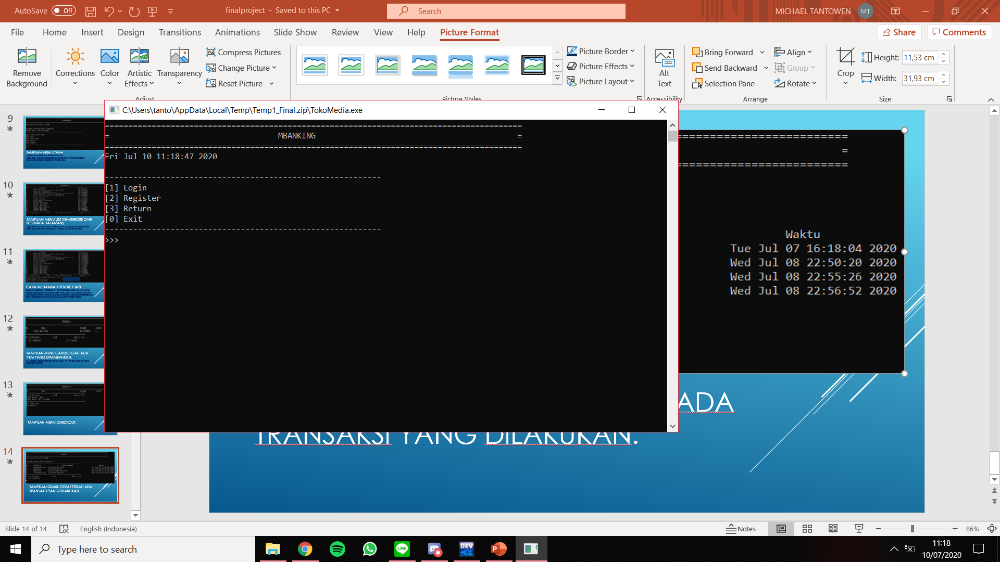 AutoSave Off
finalproject - Saved to this PC
Search
MICHAEL TANTOWEN MT
File Home Insert Design Transitions Animations Slide Show Review View Help Picture Format
Share Comments
Remove Background
Corrections
Color
Artistic Effects
Transparency
Compress Pictures
Change Picture
Reset Picture
Adjust
Picture Styles
Picture Border
Picture Effects
Picture Layout
Alt Text
Accessibility
Bring Forward
Send Backward
Selection Pane
Align
Group
Rotate
Arrange
Crop
Height: 11,53 cm
Width: 31,93 cm
Size
C:\Users\tanto\AppData\Local\Temp\Temp1_Final.zip\TokoMedia.exe
=========================================================================================
= MBANKING =
=========================================================================================
Fri Jul 10 11:18:47 2020
-----------------------------------------------------------
[1] Login
[2] Register
[3] Return
[0] Exit
-----------------------------------------------------------
>>>
=========================
=
=========================
Waktu
Tue Jul 07 16:18:04 2020
Wed Jul 08 22:50:20 2020
Wed Jul 08 22:55:26 2020
Wed Jul 08 22:56:52 2020
ADA
TRANSAKSI YANG DILAKUKAN.
9
TAMPILAN MENU UTAMA
10
TAMPILAN MENU LIST ITEM(TERDIRI DARI
BEBERAPA HALAMAN).
11
CARA MENAMBAH ITEM KE CART.
12
TAMPILAN MENU CART(SETELAH ADA
ITEM YANG DITAMBAHKAN.
13
TAMPILAN MENU CHECKOUT.
14
TAMPILAN GMAIL.COM SETELAH ADA
TRANSAKSI YANG DILAKUKAN.
Slide 14 of 14
English (Indonesia)
Notes
86%
Type here to search
LINE
DEV
11:18
10/07/2020